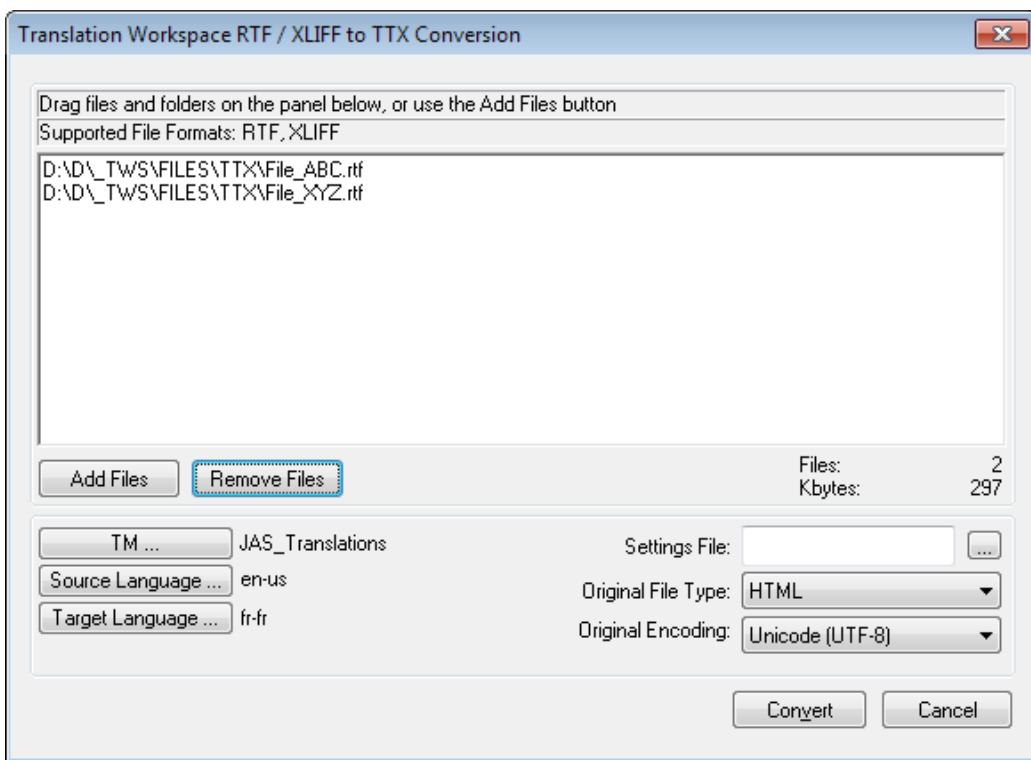 Translation Workspace RTF / XLIFF to TTX Conversion
Drag files and folders on the panel below, or use the Add Files button
Supported File Formats: RTF, XLIFF
D:\D\_TWS\FILES\TTX\File_ABC.rtf
D:\D\_TWS\FILES\TTX\File_XYZ.rtf
Add Files Remove Files
Files: 2
Kbytes: 297
TM ... JAS_Translations
Source Language ... en-us
Target Language ... fr-fr
Settings File: ...
Original File Type: HTML
Original Encoding: Unicode (UTF-8)
Convert Cancel